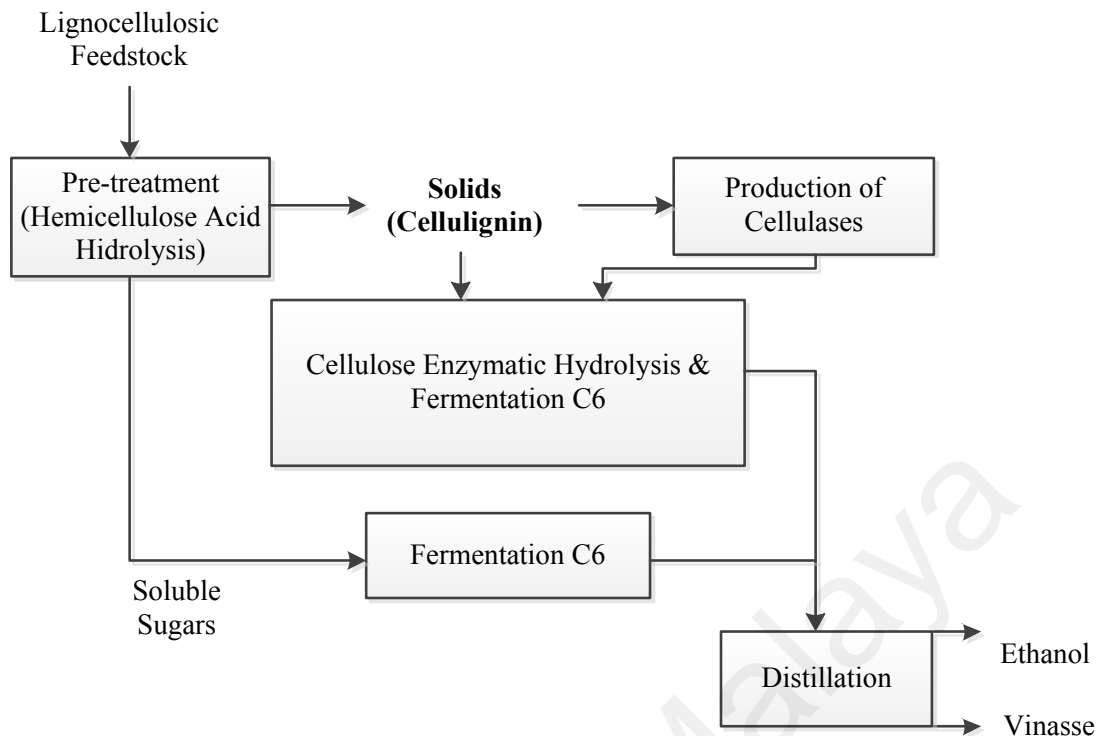 Lignocellulosic
Feedstock
Pre-treatment
(Hemicellulose Acid
Hidrolysis)
Solids
(Cellulignin)
Production of
Cellulases
Cellulose Enzymatic Hydrolysis &
Fermentation C6
Fermentation C6
Soluble
Sugars
Distillation
Ethanol
Vinasse
Malaya